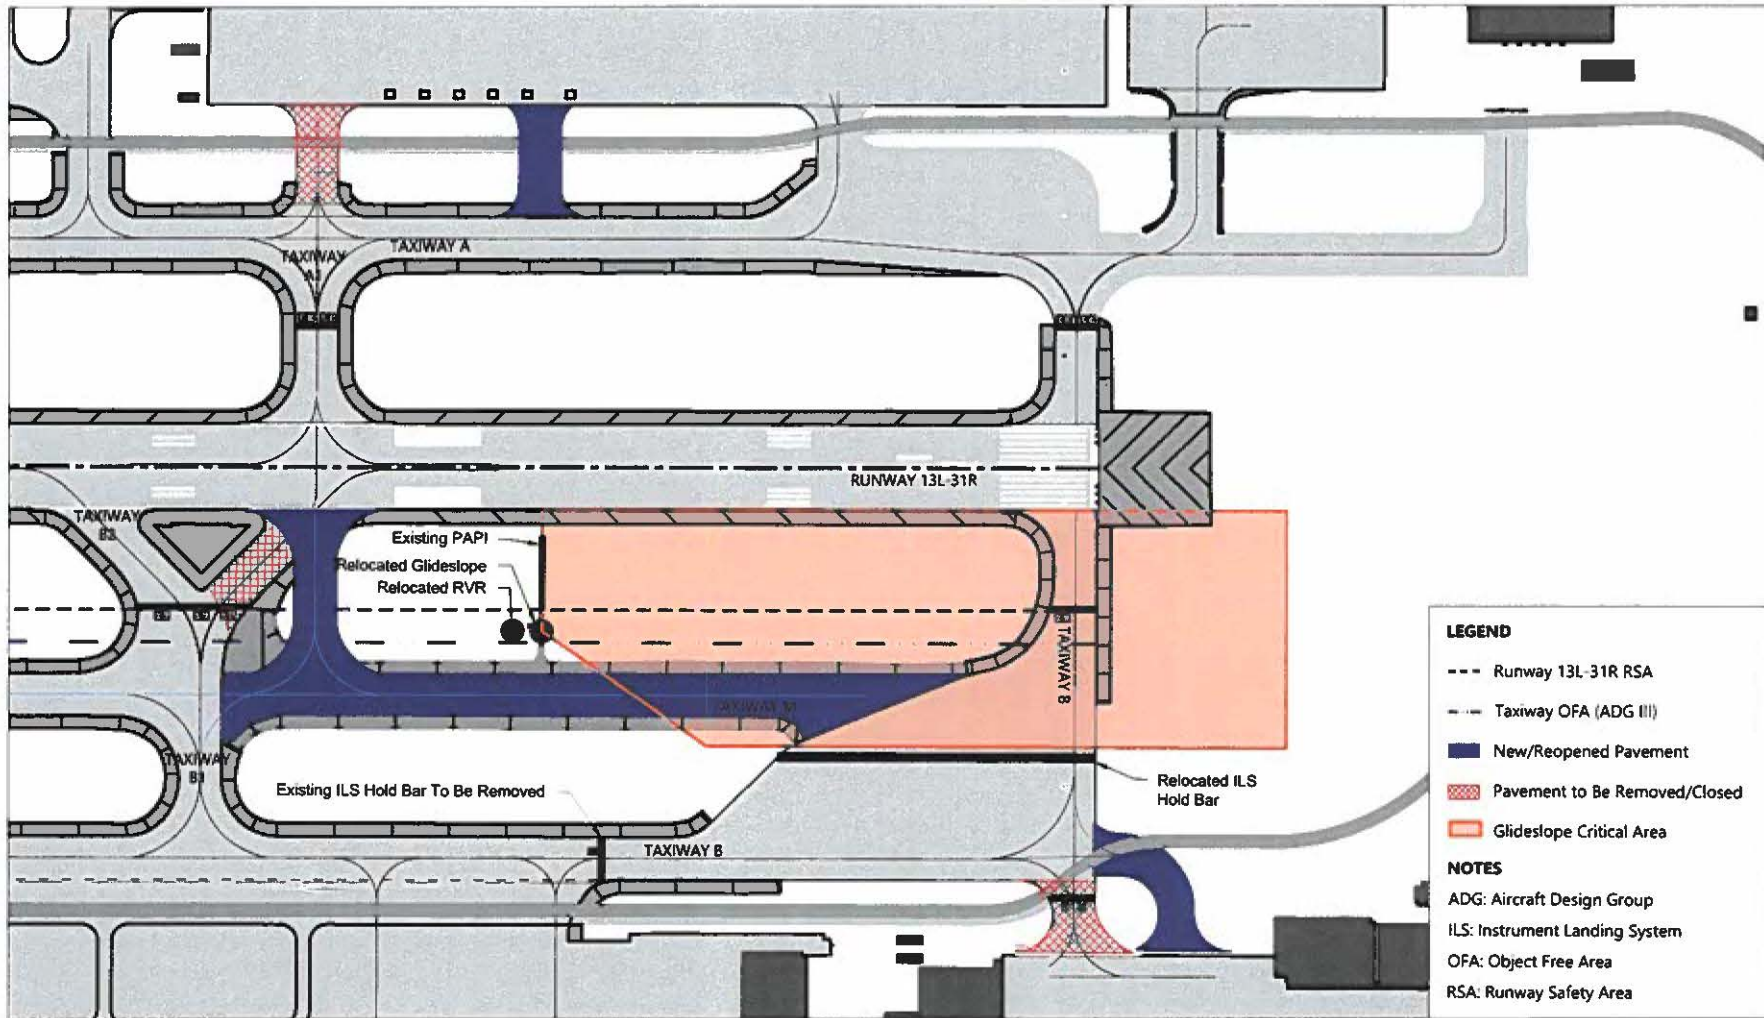 TAXIWAY A
TAXIWAY
RUNWAY 13L-31R
TAXIWAY
Existing PAPI
Relocated Glideslope
Relocated RVR
TAXIWAY B
TAXIWAY
B1
Existing ILS Hold Bar To Be Removed
Relocated ILS
Hold Bar
TAXIWAY B
LEGEND
Runway 13L-31R RSA
Taxiway OFA (ADG III)
New/Reopened Pavement
Pavement to Be Removed/Closed
Glideslope Critical Area
NOTES
ADG: Aircraft Design Group
ILS: Instrument Landing System
OFA: Object Free Area
RSA: Runway Safety Area